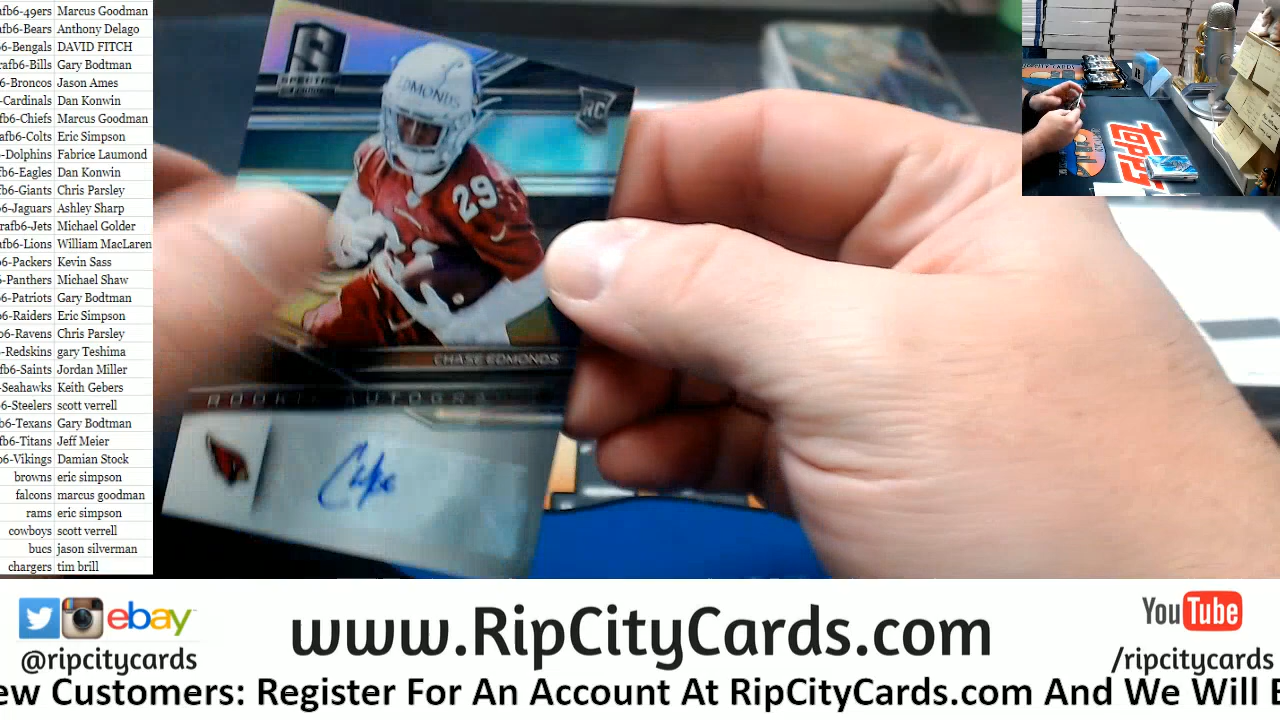 afb6-49ers Marcus Goodman
afb6-Bears Anthony Delago
b6-Bengals DAVID FITCH
rafb6-Bills Gary Bodtman
6-Broncos Jason Ames
-Cardinals Dan Konwin
fb6-Chiefs Marcus Goodman
afb6-Colts Eric Simpson
-Dolphins Fabrice Laumond
6-Eagles Dan Konwin
fb6-Giants Chris Parsley
6-Jaguars Ashley Sharp
rafb6-Jets Michael Golder
afb6-Lions William MacLaren
6-Packers Kevin Sass
-Panthers Michael Shaw
6-Patriots Gary Bodtman
b6-Raiders Eric Simpson
b6-Ravens Chris Parsley
-Redskins gary Teshima
fb6-Saints Jordan Miller
-Seahawks Keith Gebers
6-Steelers scott verrell
b6-Texans Gary Bodtman
fb6-Titans Jeff Meier
6-Vikings Damian Stock
browns eric simpson
falcons marcus goodman
rams eric simpson
cowboys scott verrell
bucs jason silverman
chargers tim brill
SPECTRA
EDMONDS
RC
29
CHASE EDMONDS
ROOKIE AUTOGRA
topps
ebay
@ripcitycards
www.RipCityCards.com
YouTube
/ripcitycards
ew Customers: Register For An Account At RipCityCards.com And We Will E